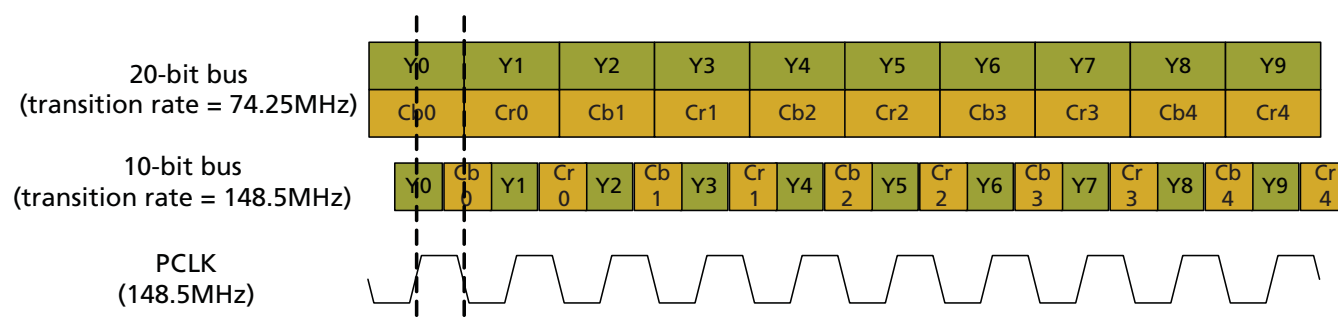 20-bit bus
(transition rate = 74.25MHz)
Y0 Y1 Y2 Y3 Y4 Y5 Y6 Y7 Y8 Y9
Cb0 Cr0 Cb1 Cr1 Cb2 Cr2 Cb3 Cr3 Cb4 Cr4
10-bit bus
(transition rate = 148.5MHz)
Y0 Cb 0 Y1 Cr 0 Y2 Cb 1 Y3 Cr 1 Y4 Cb 2 Y5 Cr 2 Y6 Cb 3 Y7 Cr 3 Y8 Cb 4 Y9 Cr 4
PCLK
(148.5MHz)